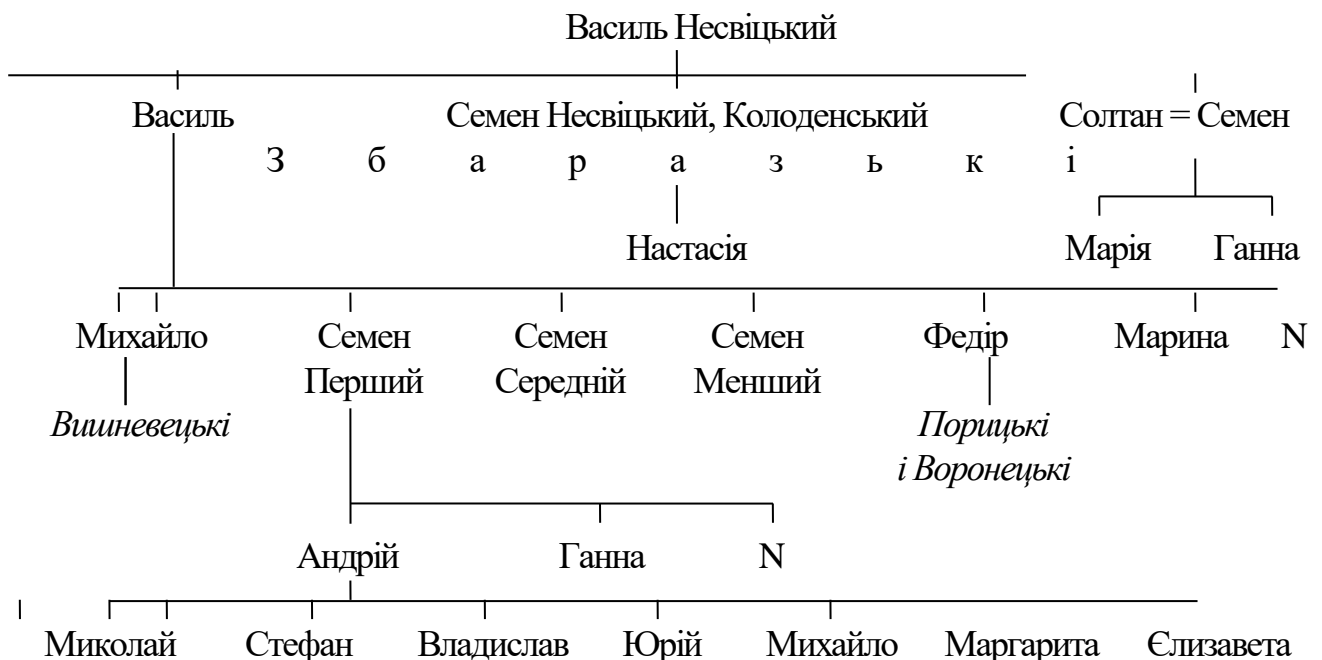 Василь Несвіцький
Василь Семен Несвіцький, Колоденський Солтан = Семен
З б а р а з ь к і
Настасія Марія Ганна
Михайло Семен Семен Семен Федір Марина N
Перший Середній Менший
Вишневецькі Порицькі
і Воронецькі
Андрій Ганна N
Миколай Стефан Владислав Юрій Михайло Маргарита Єлизавета